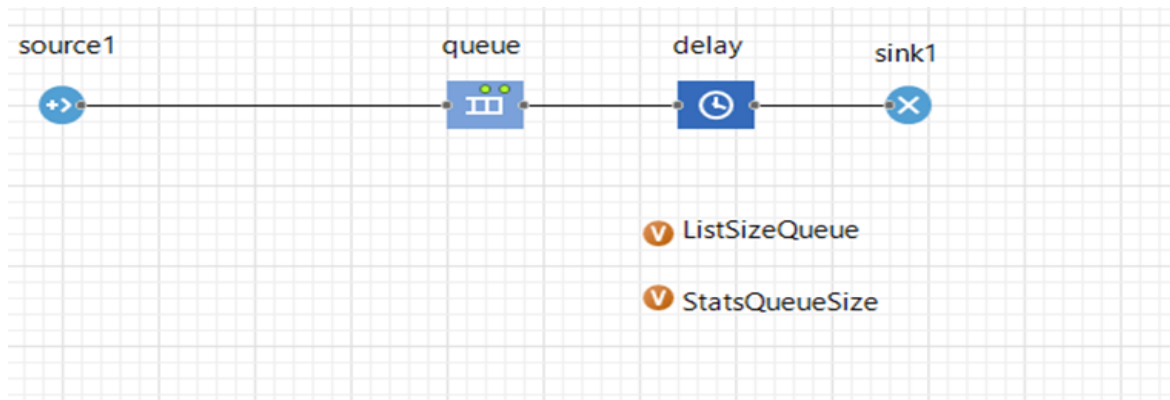 source1
queue
delay
sink1
V ListSizeQueue
V StatsQueueSize